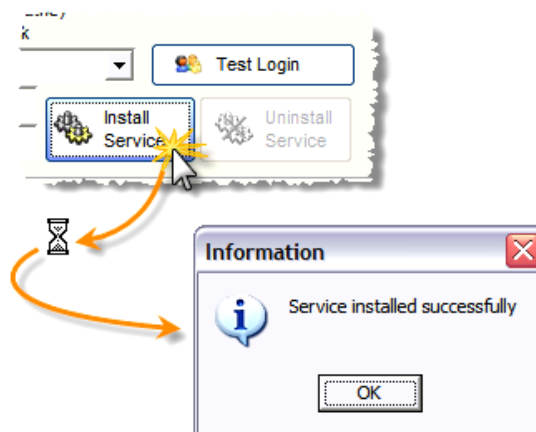 k
Test Login
Install
Service
Uninstall
Service
Information
Service installed successfully
OK